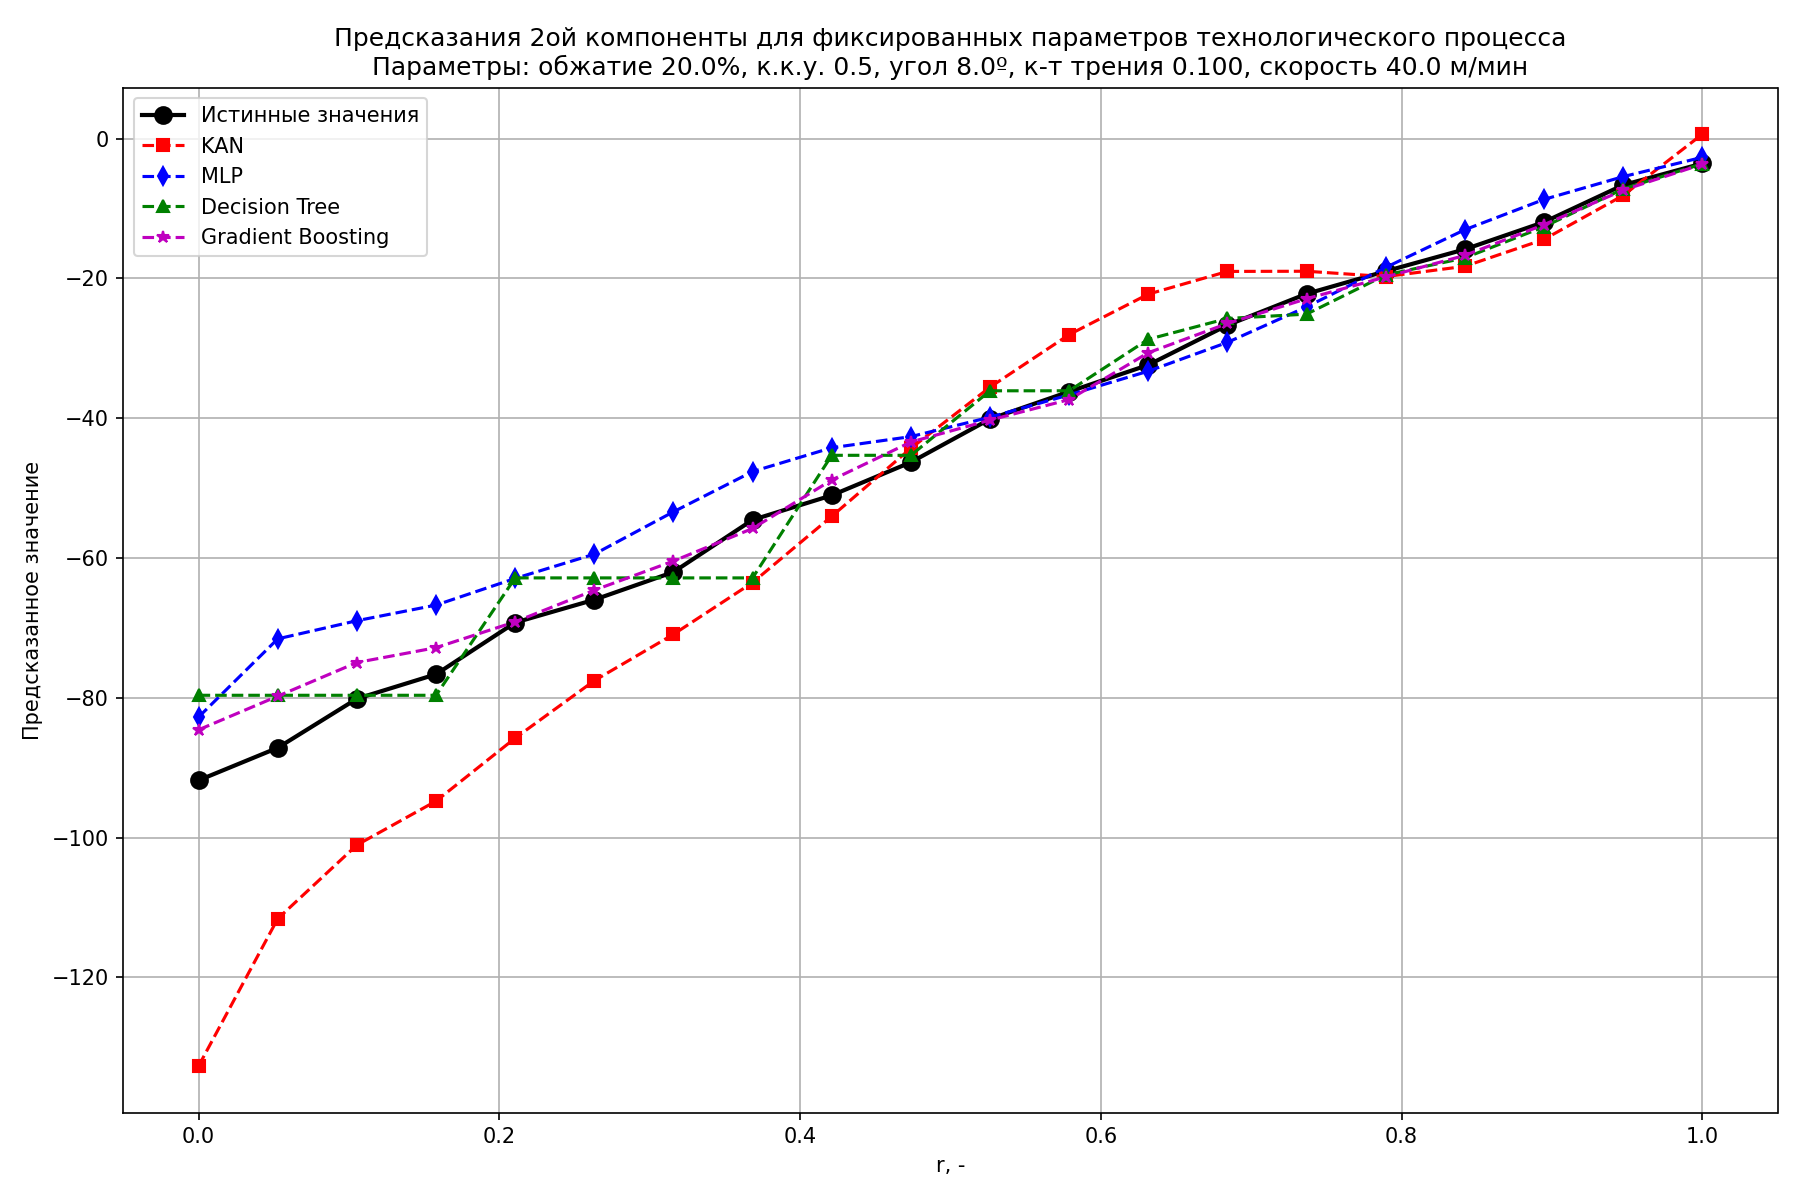 Предсказания 2ой компоненты для фиксированных параметров технологического процесса
Параметры: обжатие 20.0%, к.к.у. 0.5, угол 8.0º, к-т трения 0.100, скорость 40.0 м/мин
Истинные значения
KAN
MLP
Decision Tree
Gradient Boosting
Предсказанное значение
0
−20
−40
−60
−80
−100
−120
0.0
0.2
0.4
0.6
0.8
1.0
r, -